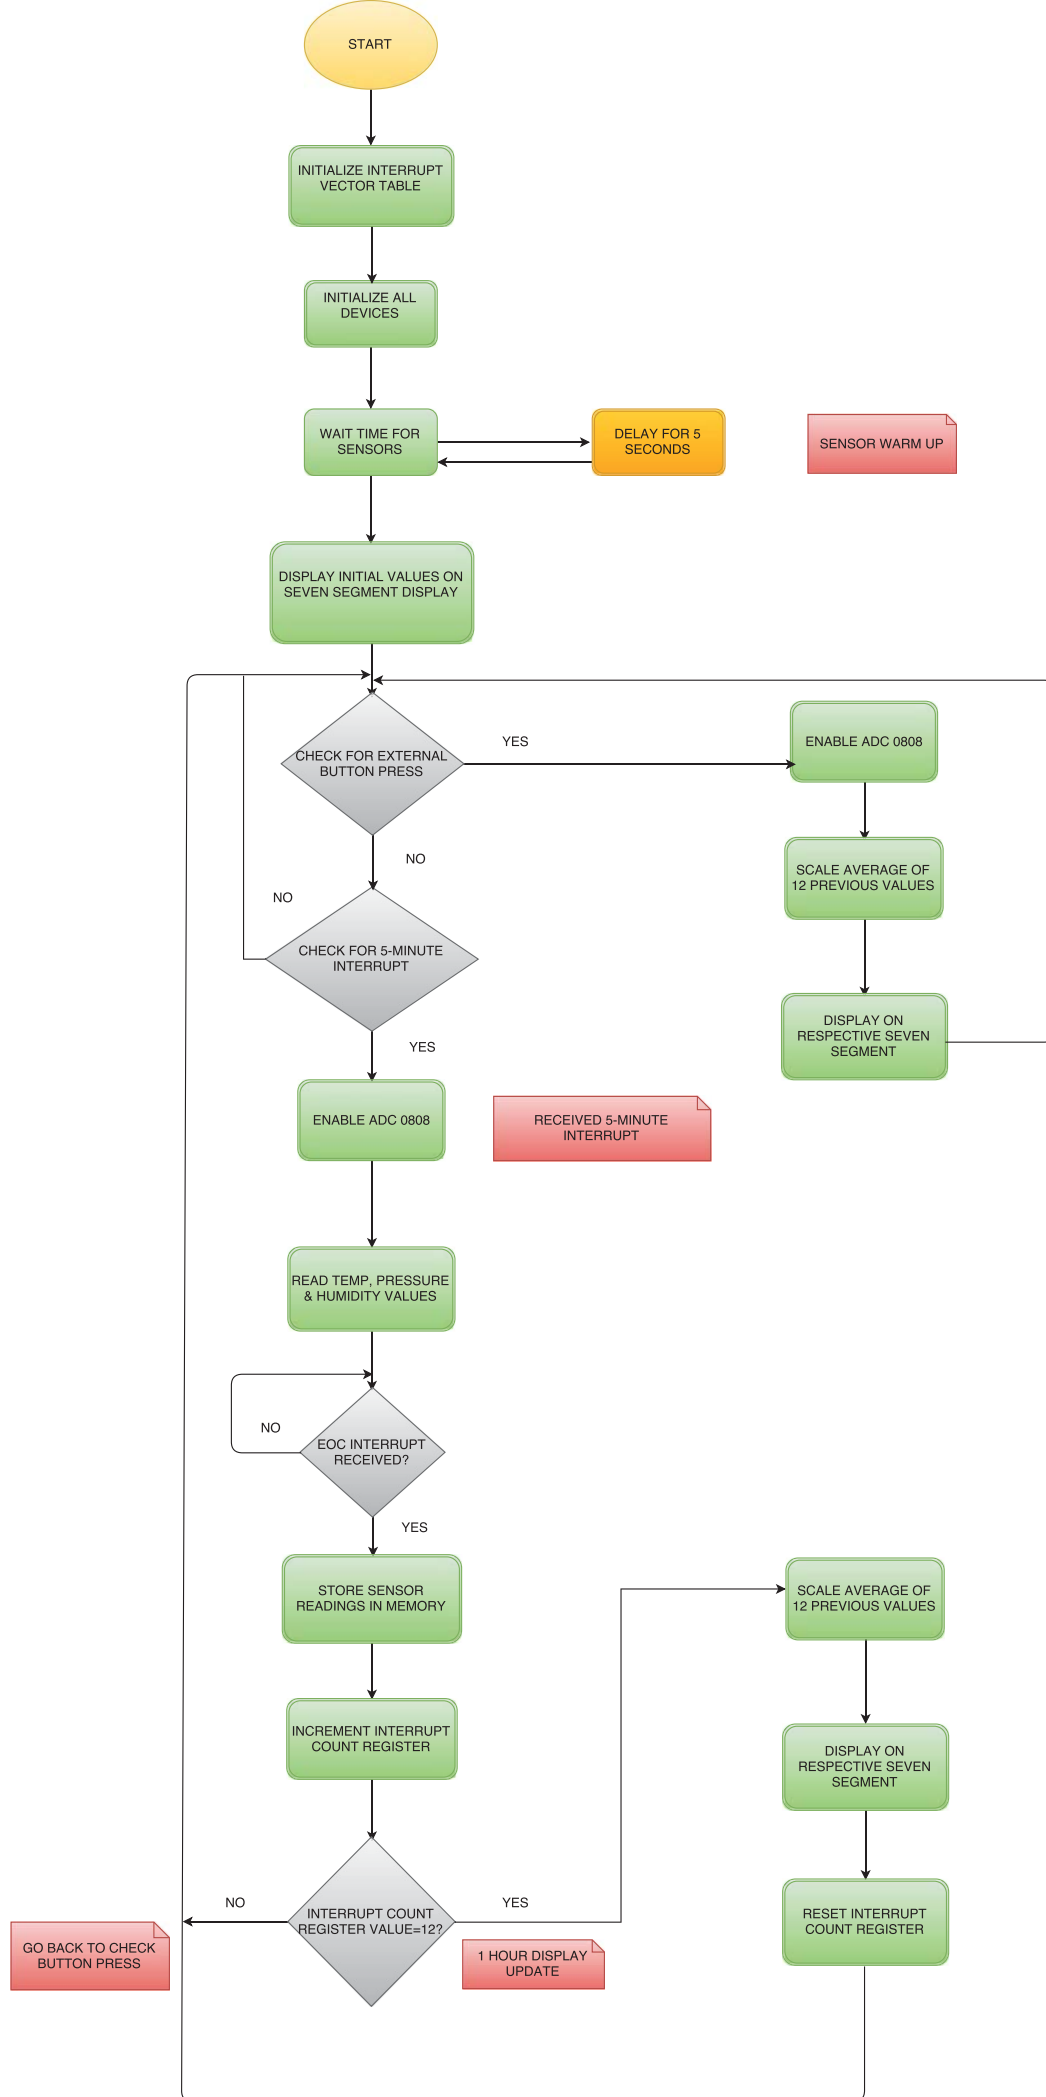 START
INITIALIZE INTERRUPT
VECTOR TABLE
INITIALIZE ALL
DEVICES
WAIT TIME FOR
SENSORS
DELAY FOR 5
SECONDS
SENSOR WARM UP
DISPLAY INITIAL VALUES ON
SEVEN SEGMENT DISPLAY
CHECK FOR EXTERNAL
BUTTON PRESS
YES
ENABLE ADC 0808
NO
SCALE AVERAGE OF
12 PREVIOUS VALUES
NO
CHECK FOR 5-MINUTE
INTERRUPT
DISPLAY ON
RESPECTIVE SEVEN
SEGMENT
YES
ENABLE ADC 0808
RECEIVED 5-MINUTE
INTERRUPT
READ TEMP, PRESSURE
& HUMIDITY VALUES
NO
EOC INTERRUPT
RECEIVED?
YES
STORE SENSOR
READINGS IN MEMORY
SCALE AVERAGE OF
12 PREVIOUS VALUES
INCREMENT INTERRUPT
COUNT REGISTER
DISPLAY ON
RESPECTIVE SEVEN
SEGMENT
NO
INTERRUPT COUNT
REGISTER VALUE=12?
YES
RESET INTERRUPT
COUNT REGISTER
GO BACK TO CHECK
BUTTON PRESS
1 HOUR DISPLAY
UPDATE